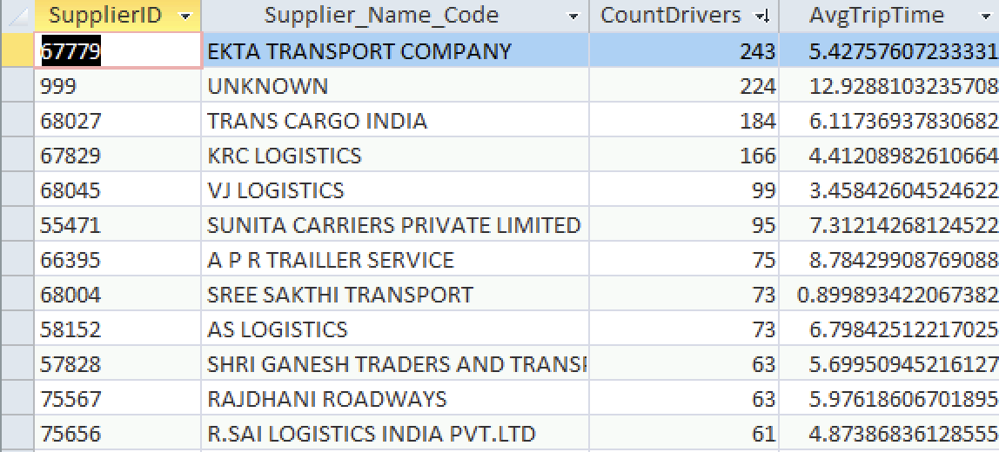 SupplierID Supplier_Name_Code CountDrivers AvgTripTime
67779 EKTA TRANSPORT COMPANY 243 5.42757607233331
999 UNKNOWN 224 12.9288103235708
68027 TRANS CARGO INDIA 184 6.11736937830682
67829 KRC LOGISTICS 166 4.41208982610664
68045 VJ LOGISTICS 99 3.45842604524622
55471 SUNITA CARRIERS PRIVATE LIMITED 95 7.31214268124522
66395 A P R TRAILLER SERVICE 75 8.78429908769088
68004 SREE SAKTHI TRANSPORT 73 0.899893422067382
58152 AS LOGISTICS 73 6.79842512217025
57828 SHRI GANESH TRADERS AND 63 5.69950945216127
75567 RAJDHANI ROADWAYS 63 5.97618606701895
75656 R.SAI LOGISTICS INDIA PVT.LTD 61 4.87386836128555